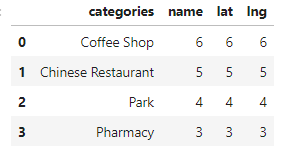 categories name lat lng
0 Coffee Shop 6 6 6
1 Chinese Restaurant 5 5 5
2 Park 4 4 4
3 Pharmacy 3 3 3